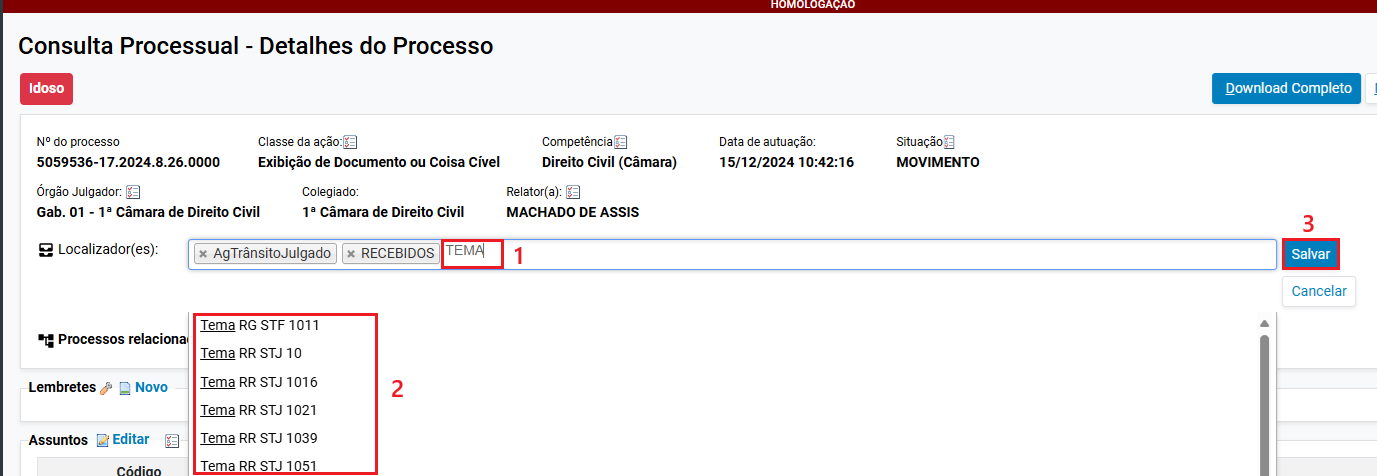 HOMOLOGAÇÃO
Consulta Processual - Detalhes do Processo
Idoso
Download Completo
Nº do processo Classe da ação: Competência Data de autuação: Situação
5059536-17.2024.8.26.0000 Exibição de Documento ou Coisa Cível Direito Civil (Câmara) 15/12/2024 10:42:16 MOVIMENTO
Órgão Julgador: Colegiado: Relator(a):
Gab. 01 - 1ª Câmara de Direito Civil 1ª Câmara de Direito Civil MACHADO DE ASSIS
3
Localizador(es): × AgTrânsitoJulgado × RECEBIDOS TEMA 1 Salvar
Cancelar
Tema RG STF 1011
Processos relaciona
Tema RR STJ 10
Tema RR STJ 1016
Lembretes Novo 2
Tema RR STJ 1021
Assuntos Editar Tema RR STJ 1039
Código Tema RR STJ 1051